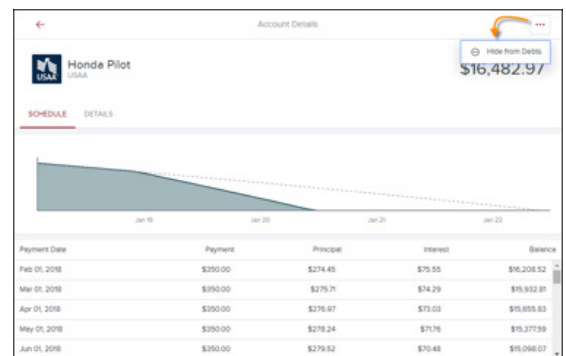 Account Details
Hide from Debts
Honda Pilot
$16,482.97
USAA
USAA
SCHEDULE DETAILS
Jan 19 Jan 20 Jan 21 Jan 22
Payment Date Payment Principal Interest Balance
Feb 01, 2018 $350.00 $274.45 $75.55 $16,208.52
Mar 01, 2018 $350.00 $275.71 $74.29 $15,932.81
Apr 01, 2018 $350.00 $276.97 $73.03 $15,655.83
May 01, 2018 $350.00 $278.24 $71.76 $15,377.59
Jun 01, 2018 $350.00 $279.52 $70.48 $15,098.07